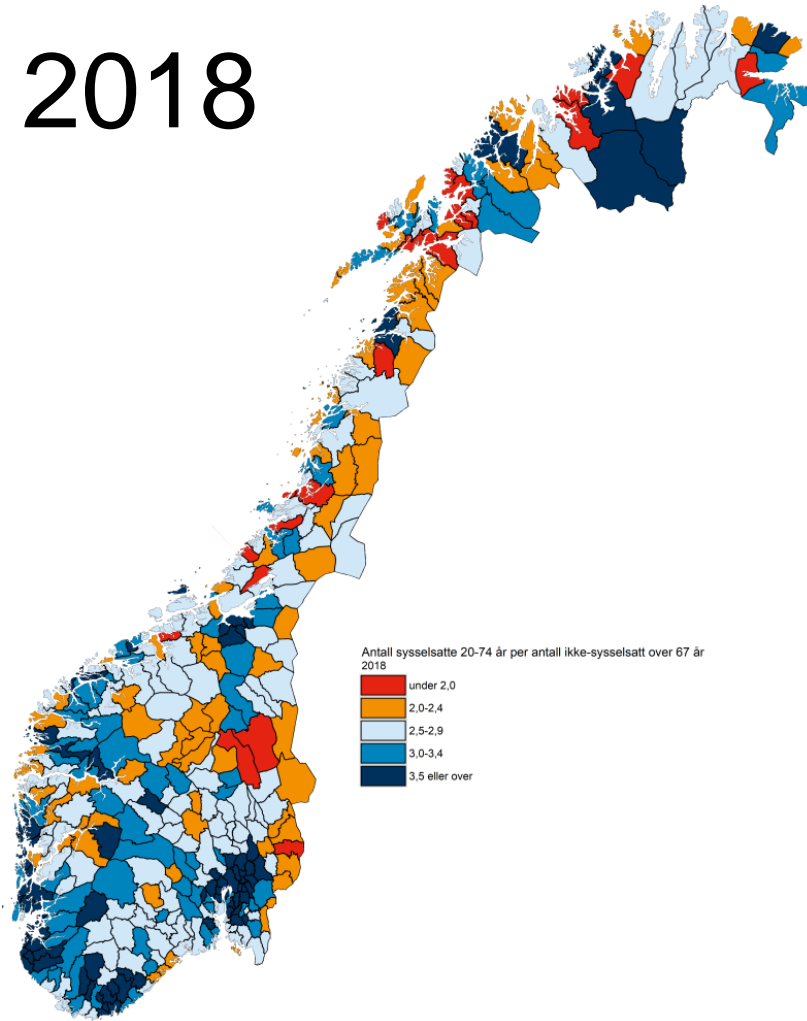 2018
Antall sysselsatte 20-74 år per antall ikke-sysselsatt over 67 år
2018
under 2,0
2,0-2,4
2,5-2,9
3,0-3,4
3,5 eller over